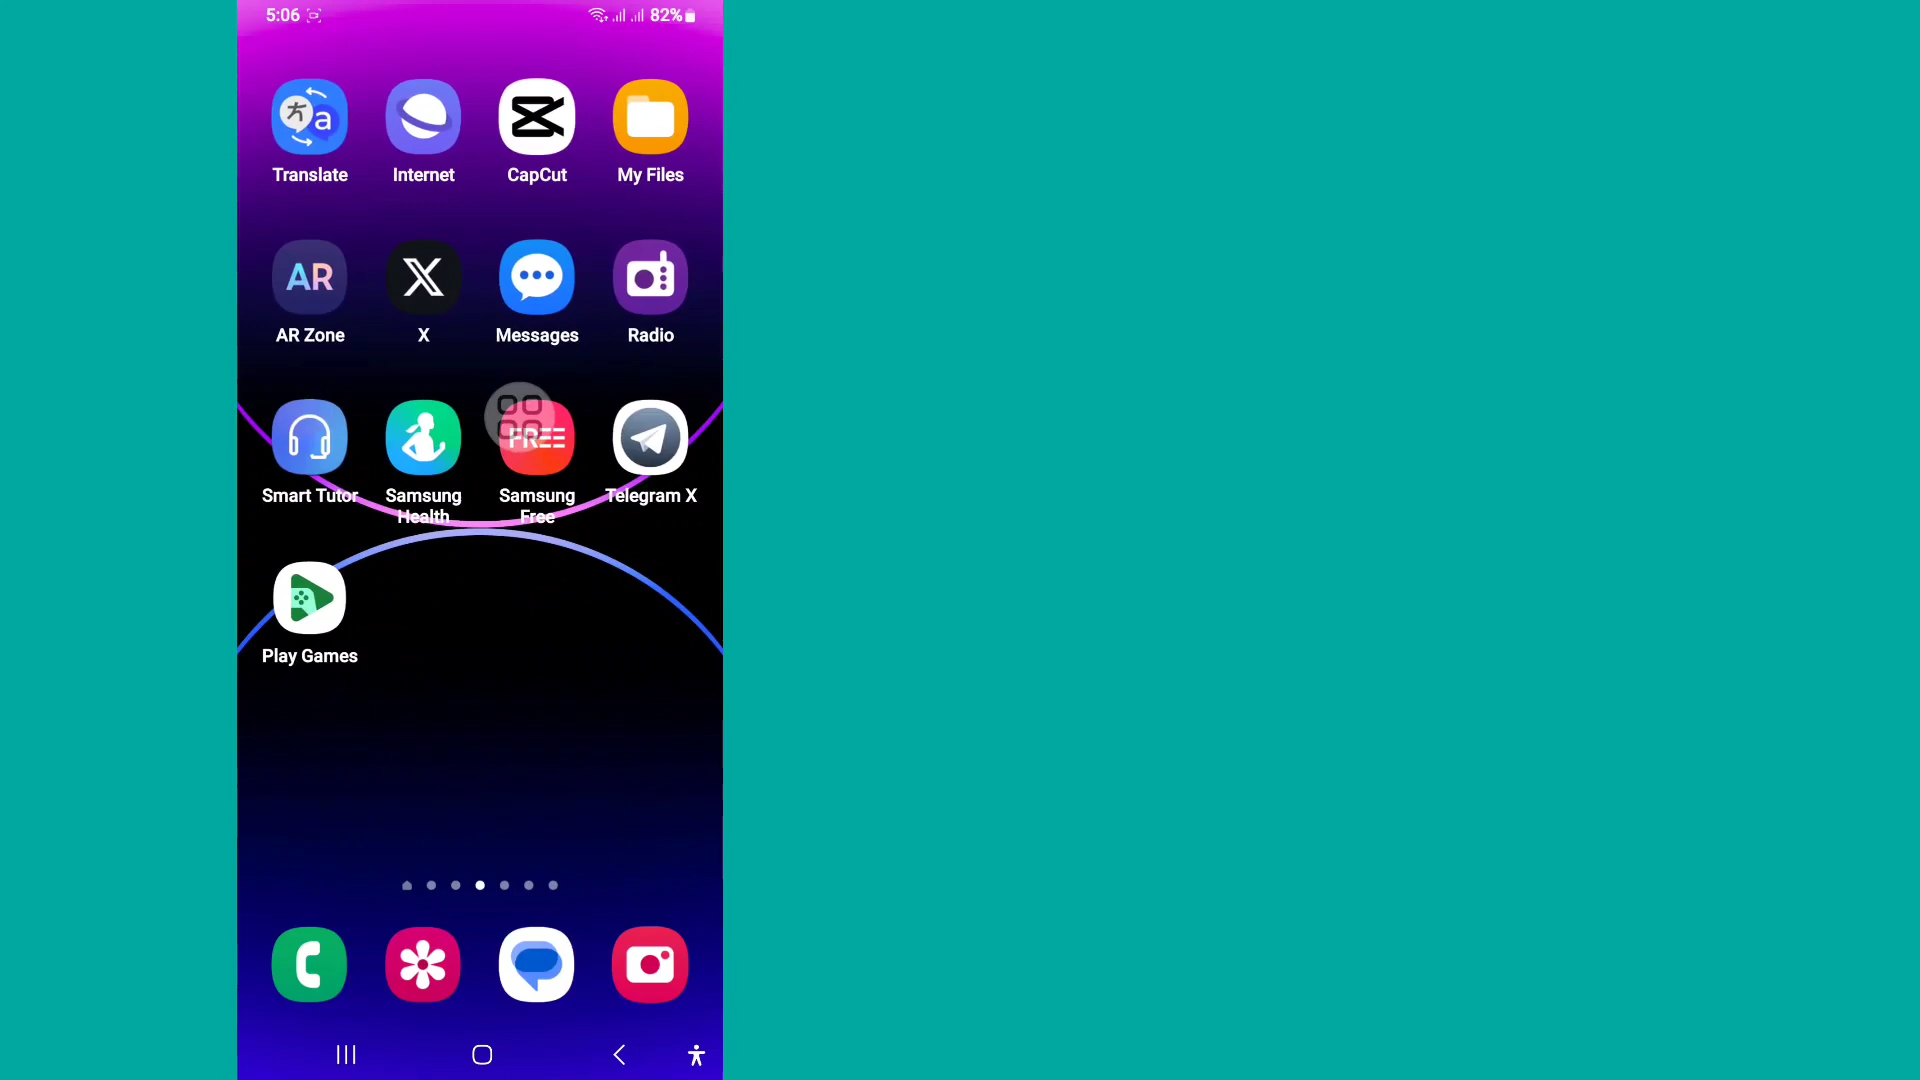 5:06 82%
Translate Internet CapCut My Files
AR
AR Zone X Messages Radio
FREE
Smart Tutor Samsung Health Samsung Free Telegram X
Play Games